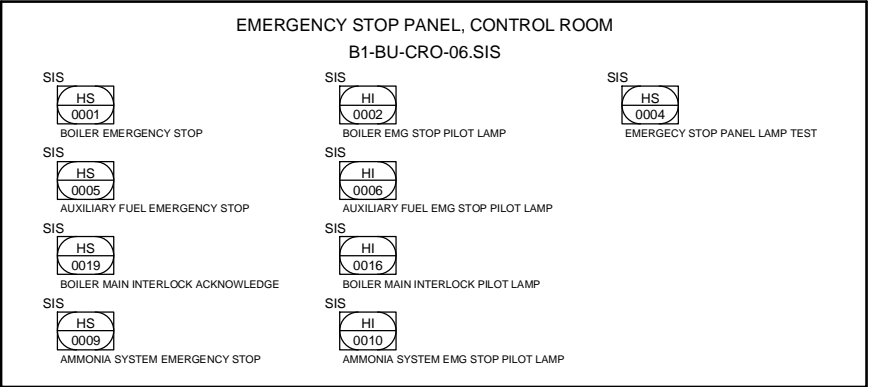 EMERGENCY STOP PANEL, CONTROL ROOM
B1-BU-CRO-06.SIS
SIS
HS
0001
BOILER EMERGENCY STOP
SIS
HI
0002
BOILER EMG STOP PILOT LAMP
SIS
HS
0004
EMERGECY STOP PANEL LAMP TEST
SIS
HS
0005
AUXILIARY FUEL EMERGENCY STOP
SIS
HI
0006
AUXILIARY FUEL EMG STOP PILOT LAMP
SIS
HS
0019
BOILER MAIN INTERLOCK ACKNOWLEDGE
SIS
HI
0016
BOILER MAIN INTERLOCK PILOT LAMP
SIS
HS
0009
AMMONIA SYSTEM EMERGENCY STOP
SIS
HI
0010
AMMONIA SYSTEM EMG STOP PILOT LAMP